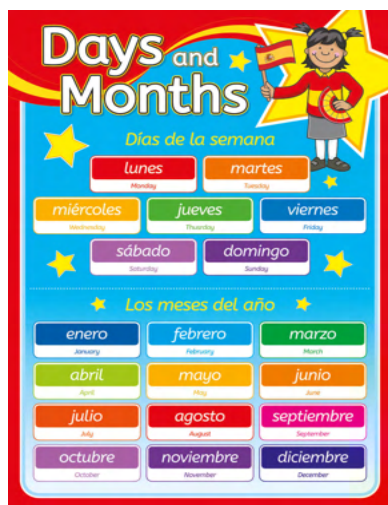 Days and
Months
Días de la semana
lunes martes
Monday Tuesday
miércoles jueves viernes
Wednesday Thursday Friday
sábado domingo
Saturday Sunday
Los meses del año
enero febrero marzo
January February March
abril mayo junio
April May June
julio agosto septiembre
July August September
octubre noviembre diciembre
October November December